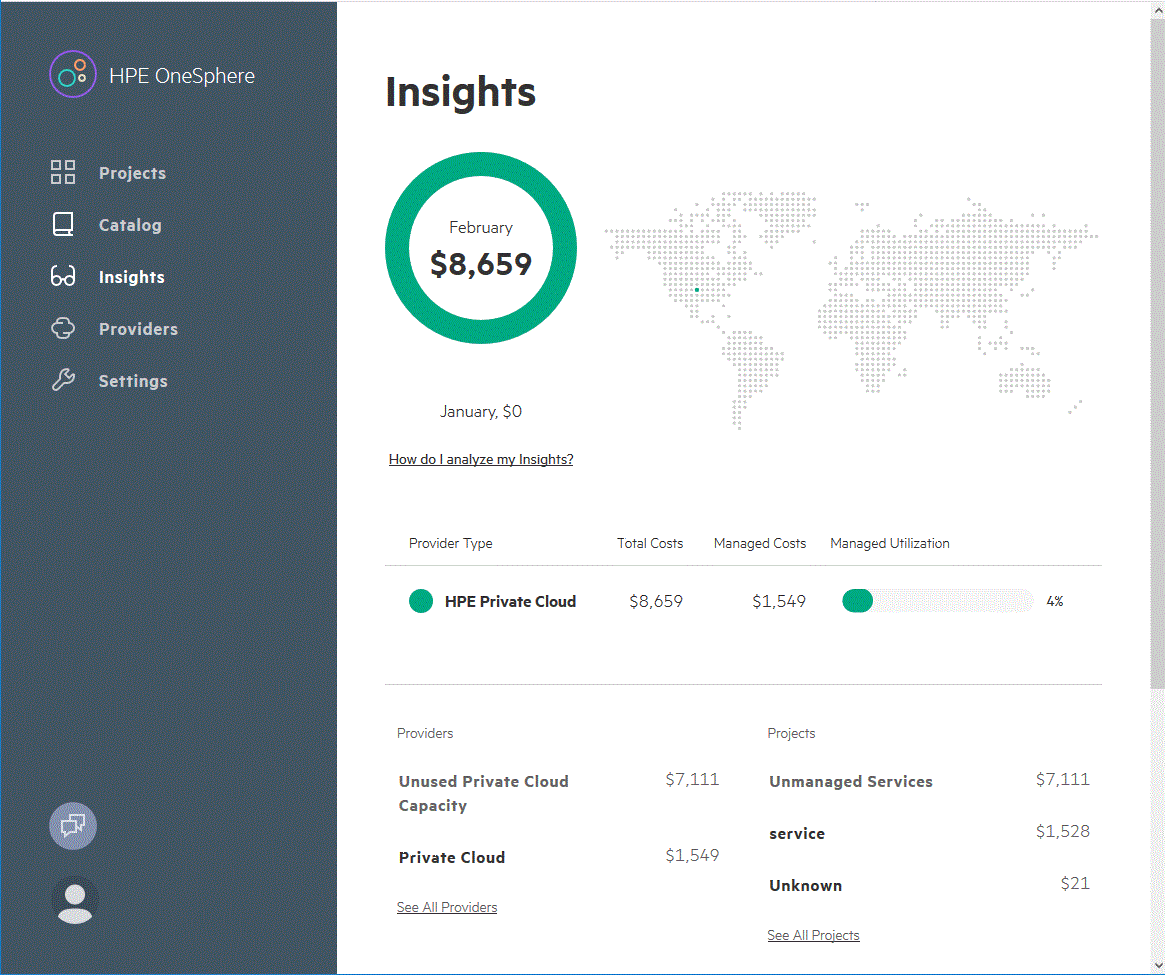 HPE OneSphere
Projects
Catalog
Insights
Providers
Settings
Insights
February
$8,659
January, $0
How do I analyze my Insights?
Provider Type Total Costs Managed Costs Managed Utilization
HPE Private Cloud $8,659 $1,549 4%
Providers
Unused Private Cloud $7,111
Capacity
Private Cloud $1,549
See All Providers
Projects
Unmanaged Services $7,111
service $1,528
Unknown $21
See All Projects